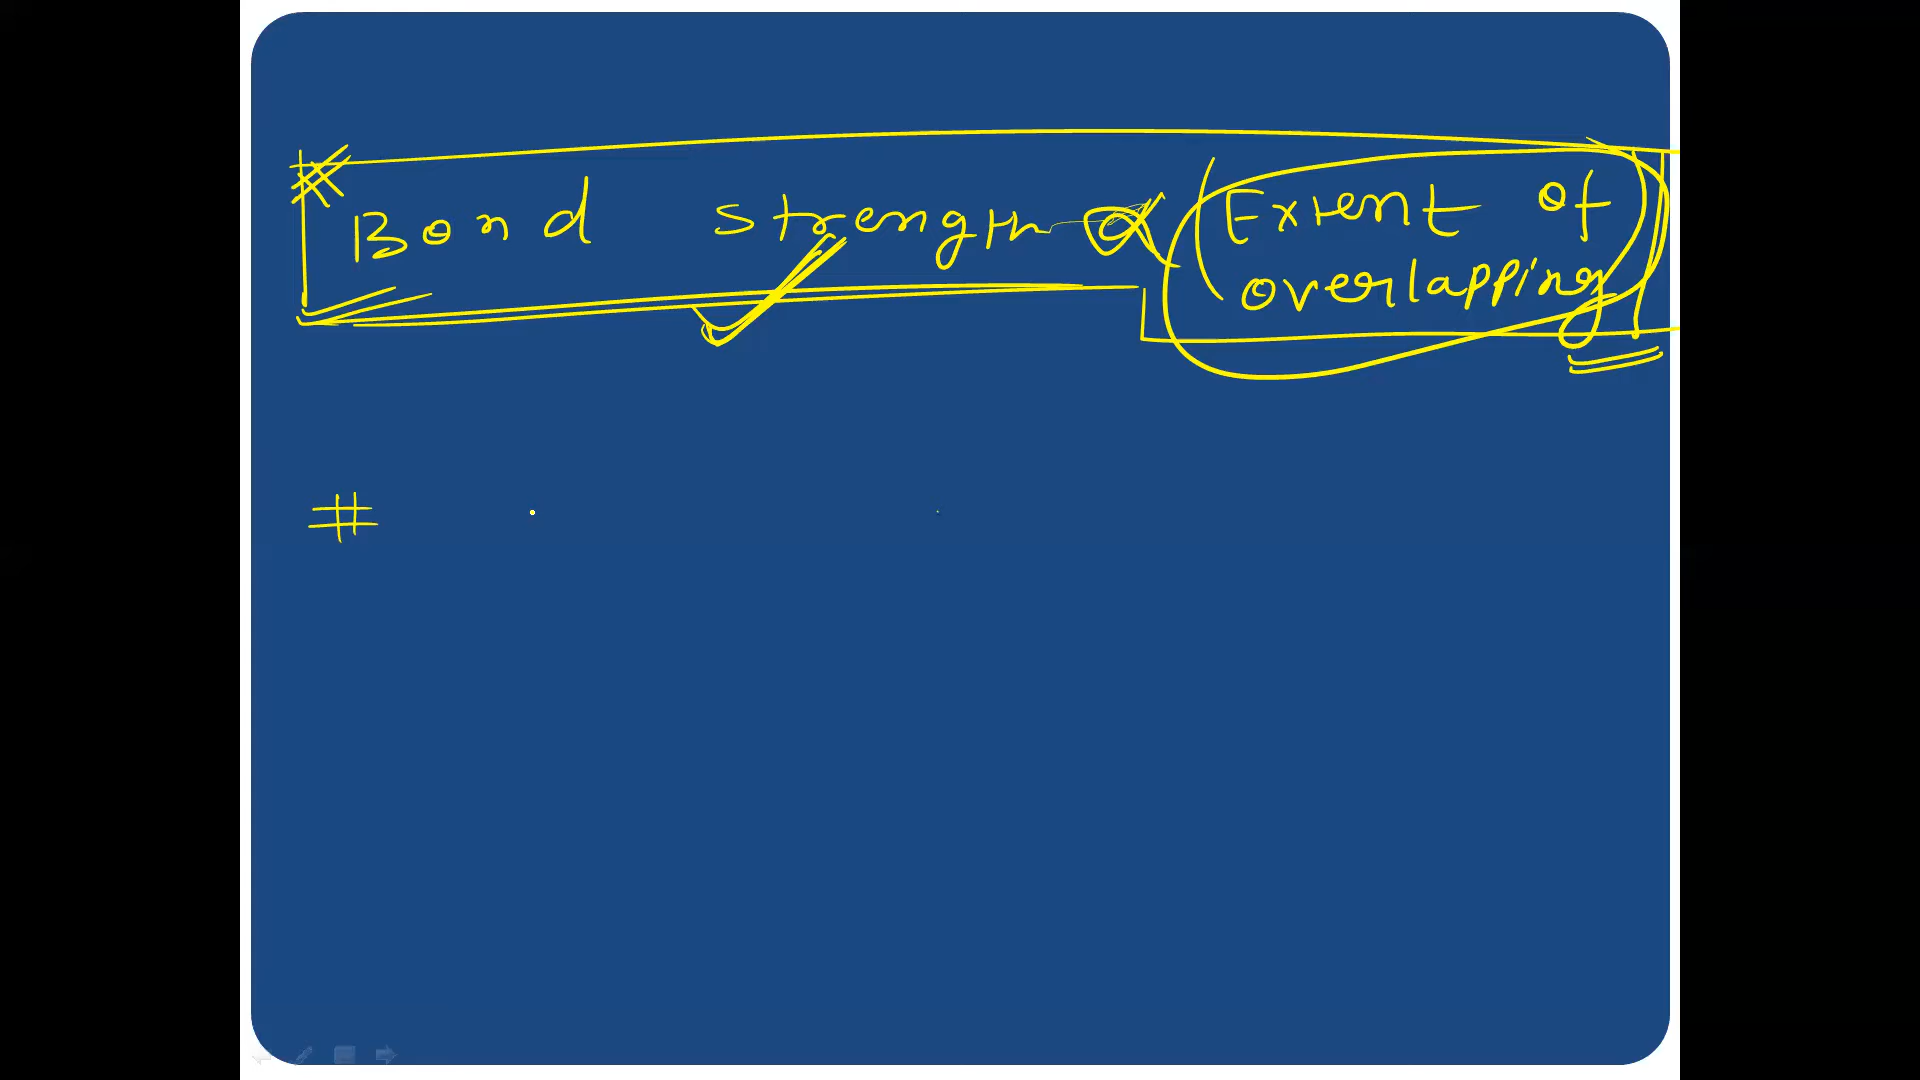 Bond strength ∝ (Extent of
overlapping)
#